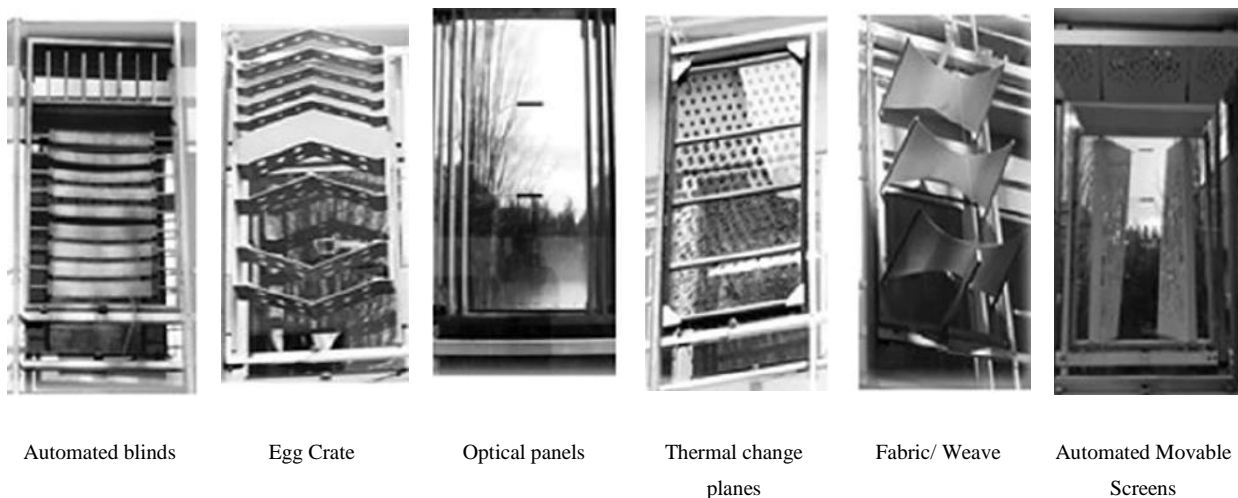 Automated blinds
Egg Crate
Optical panels
Thermal change
planes
Fabric/ Weave
Automated Movable
Screens